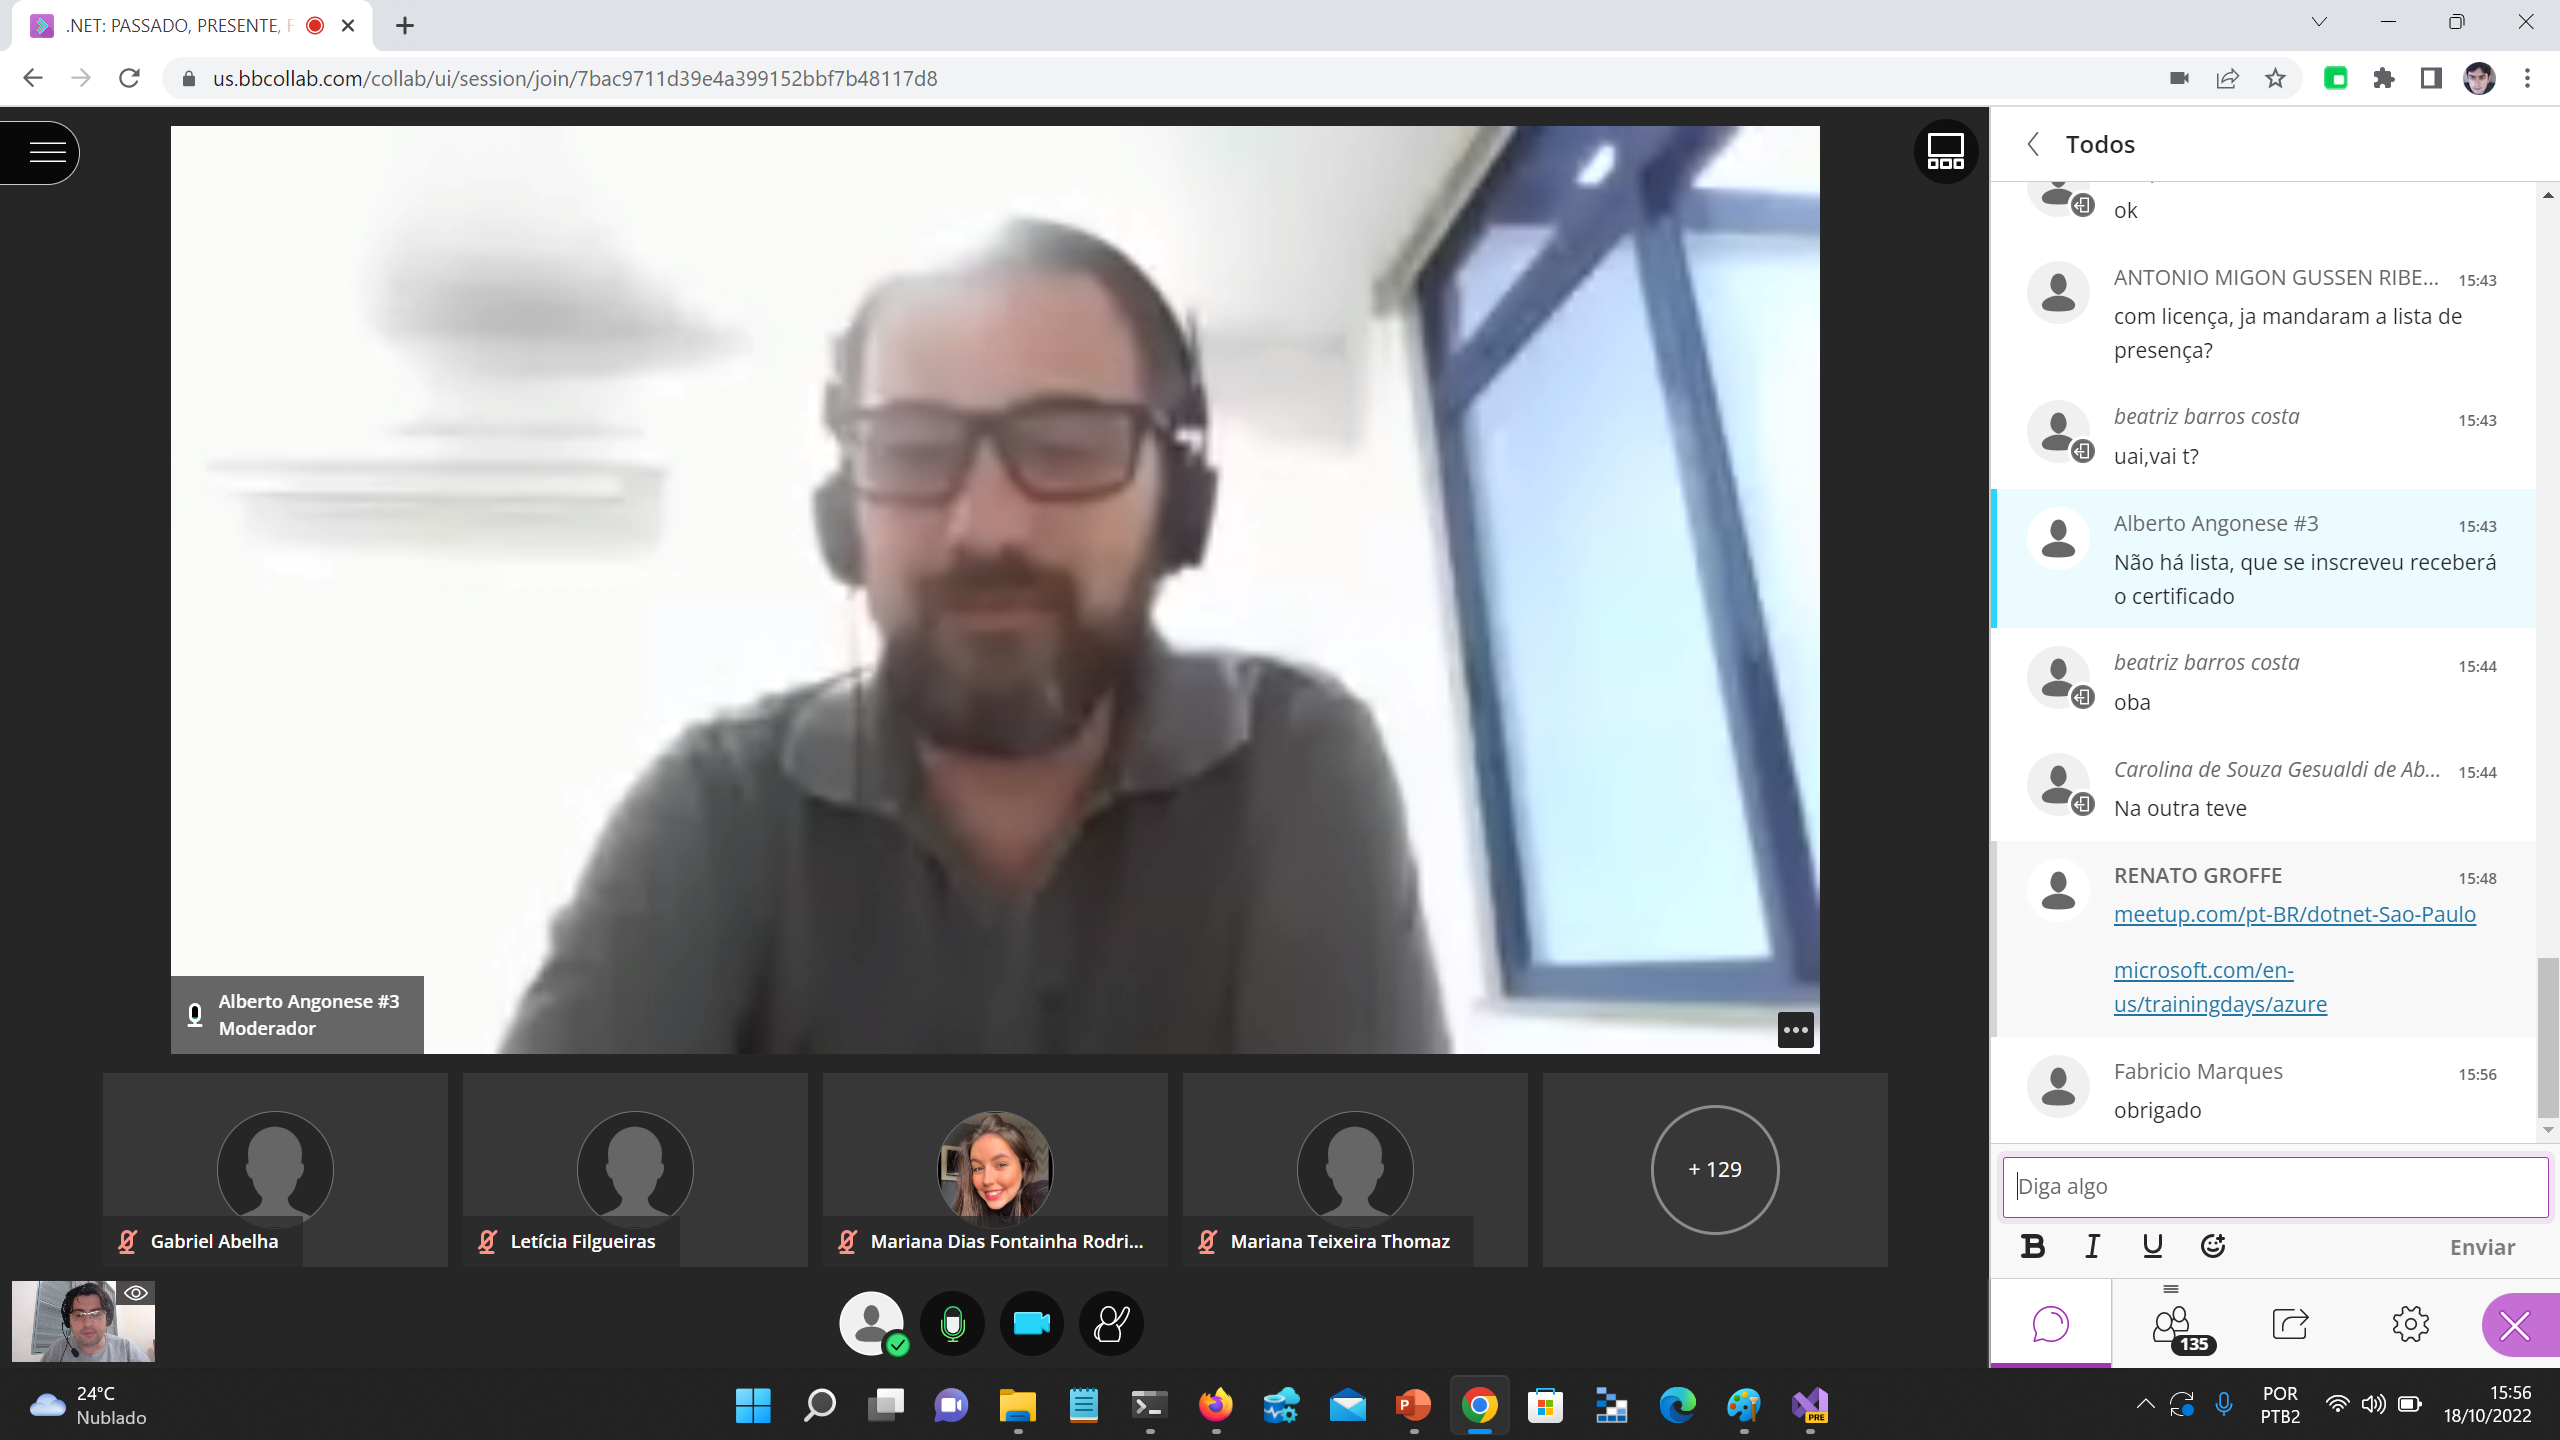 .NET: PASSADO, PRESENTE, F
us.bbcollab.com/collab/ui/session/join/7bac9711d39e4a399152bbf7b48117d8
Todos
ok
ANTONIO MIGON GUSSEN RIBE... 15:43
com licença, ja mandaram a lista de
presença?
beatriz barros costa 15:43
uai,vai t?
Alberto Angonese #3 15:43
Não há lista, que se inscreveu receberá
o certificado
beatriz barros costa 15:44
oba
Carolina de Souza Gesualdi de Ab... 15:44
Na outra teve
RENATO GROFFE 15:48
meetup.com/pt-BR/dotnet-Sao-Paulo
microsoft.com/en-
us/trainingdays/azure
Fabricio Marques 15:56
obrigado
Diga algo
B I U Enviar
135
Alberto Angonese #3
Moderador
+ 129
Gabriel Abelha
Letícia Filgueiras
Mariana Dias Fontainha Rodri...
Mariana Teixeira Thomaz
24°C
Nublado
P
PRE
POR
PTB2
15:56
18/10/2022